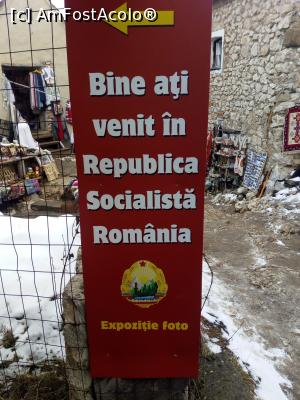 [c] AmFostAcolo®
Bine aţi
venit în
Republica
Socialistă
România
Expoziţie foto